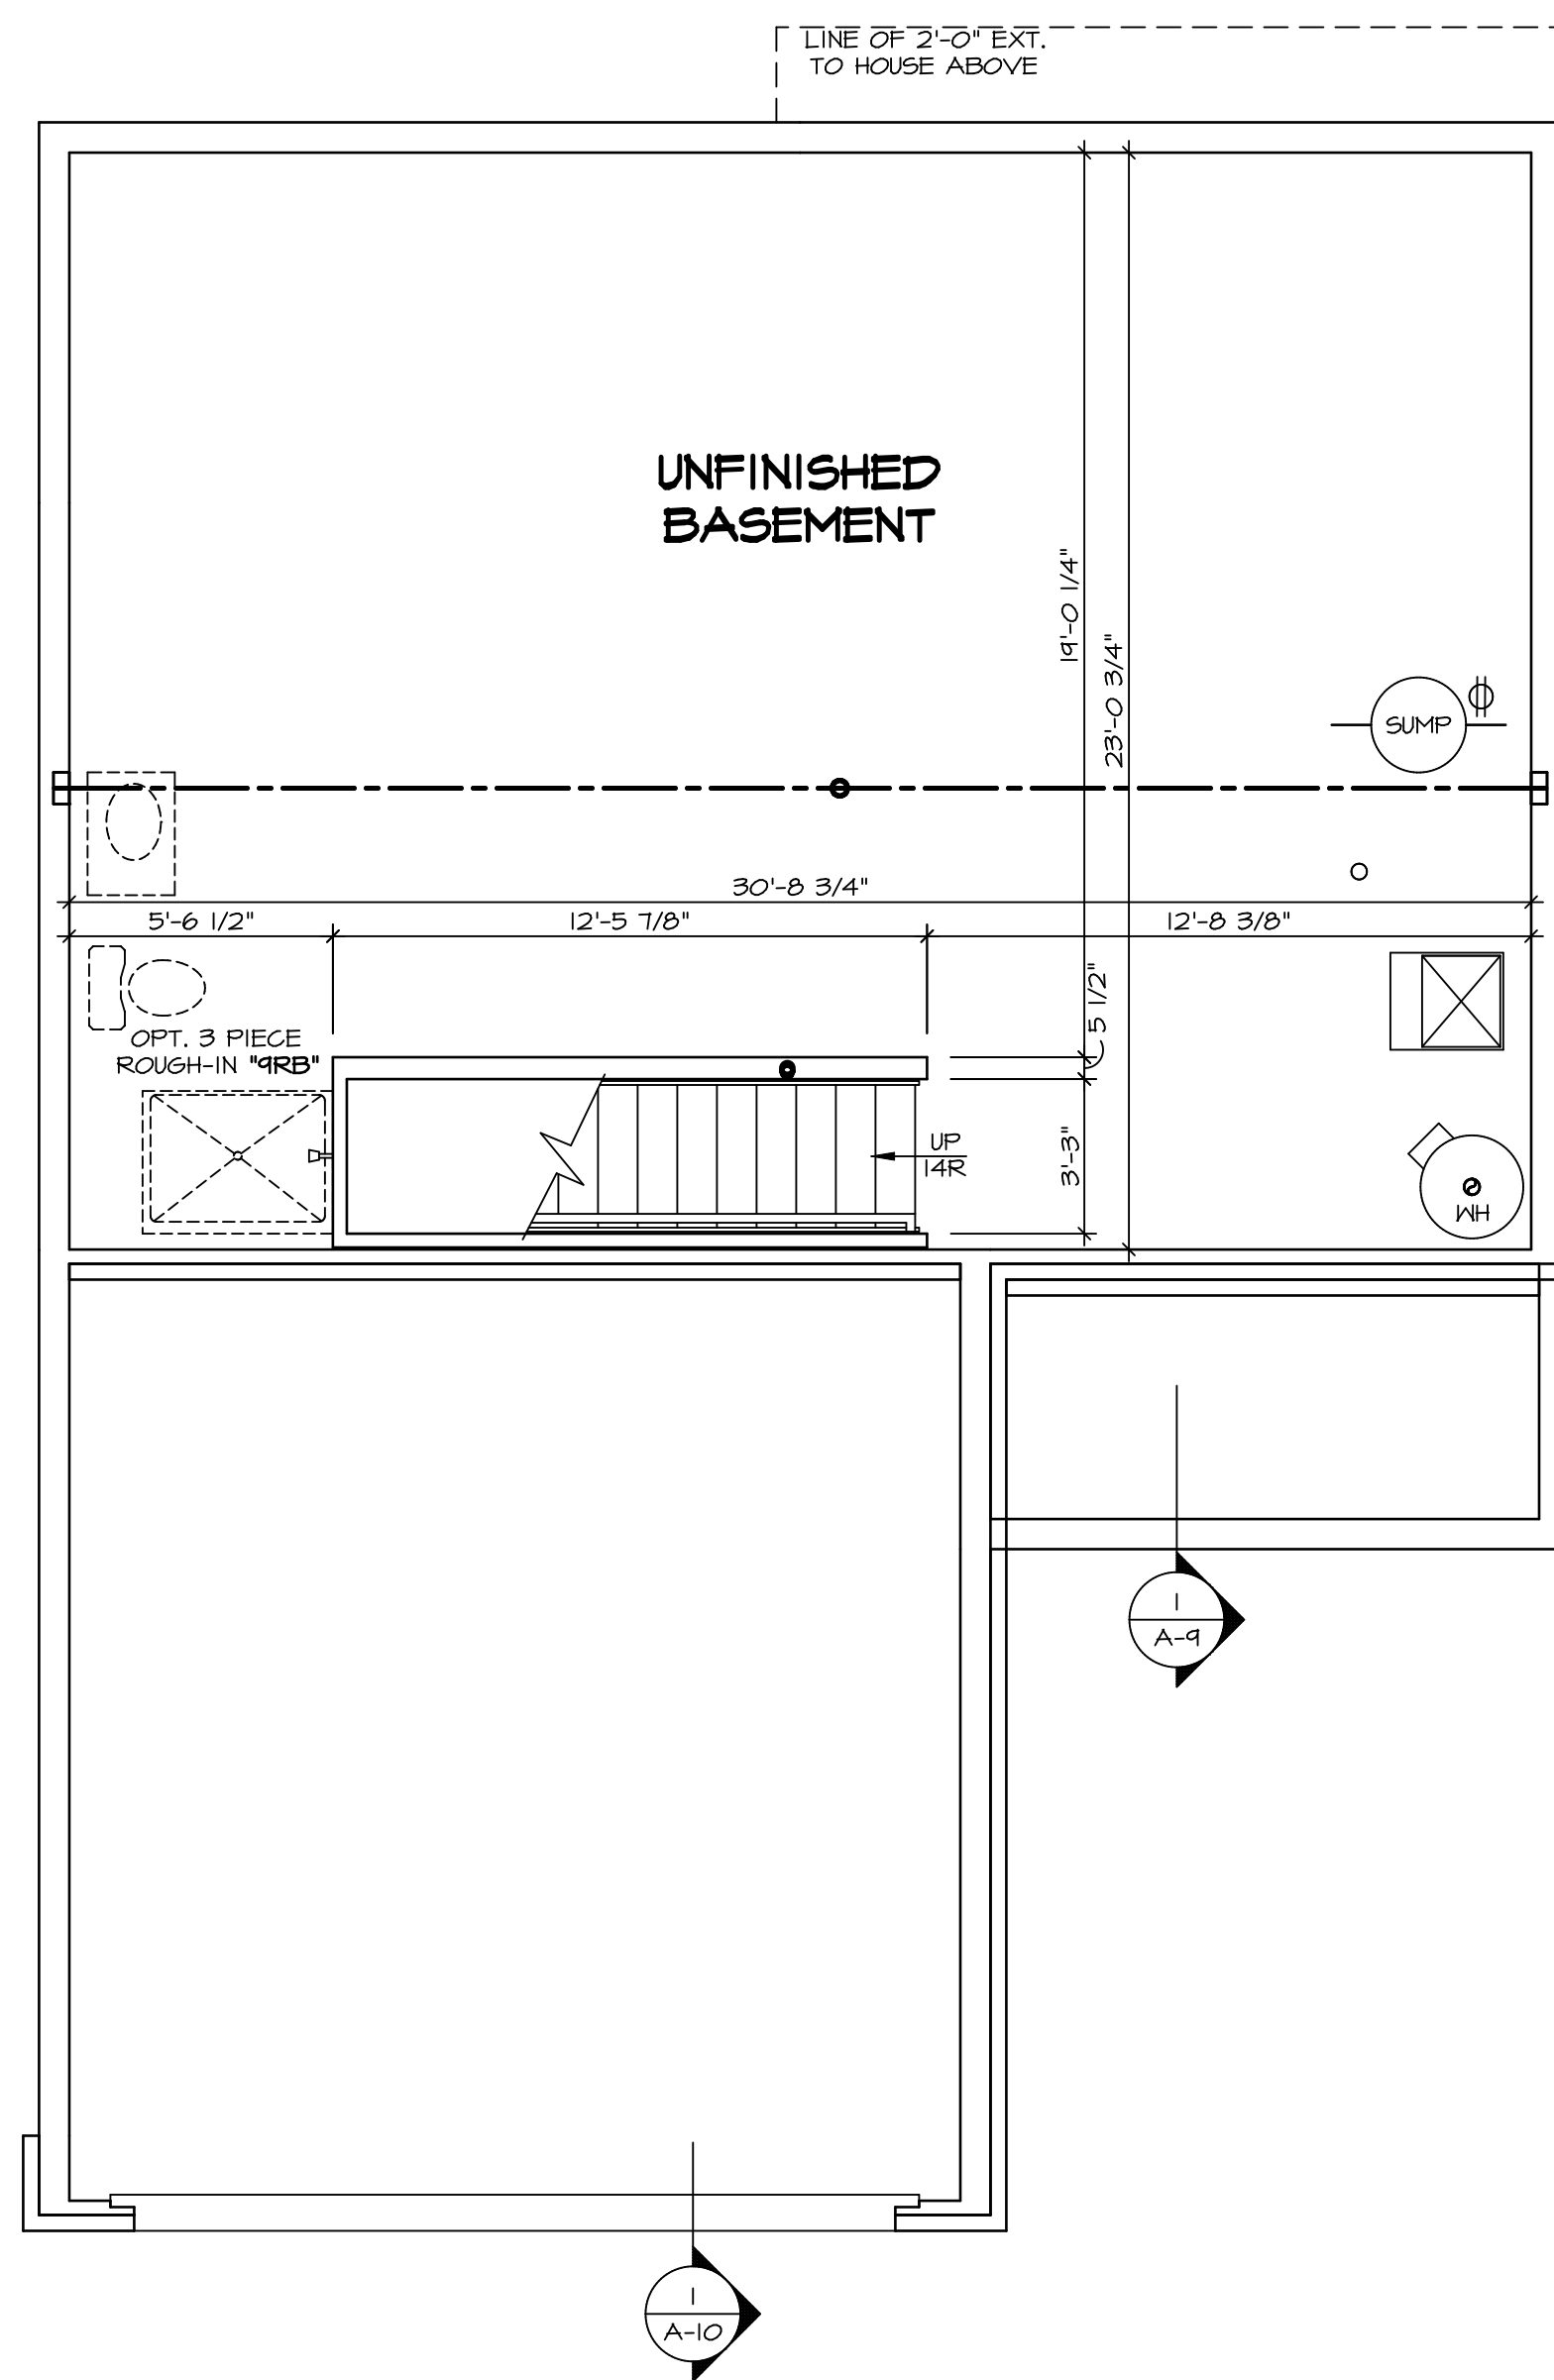 LINE OF 2'-0" EXT.
TO HOUSE ABOVE
UNFINISHED
BASEMENT
19'-0 1/4"
23'-0 3/4"
SUMP
30'-8 3/4"
5'-6 1/2"
12'-5 7/8"
12'-8 3/8"
5 1/2"
OPT. 3 PIECE
ROUGH-IN "9RB"
UP
14R
3'-3"
WH
1
A-9
1
A-10